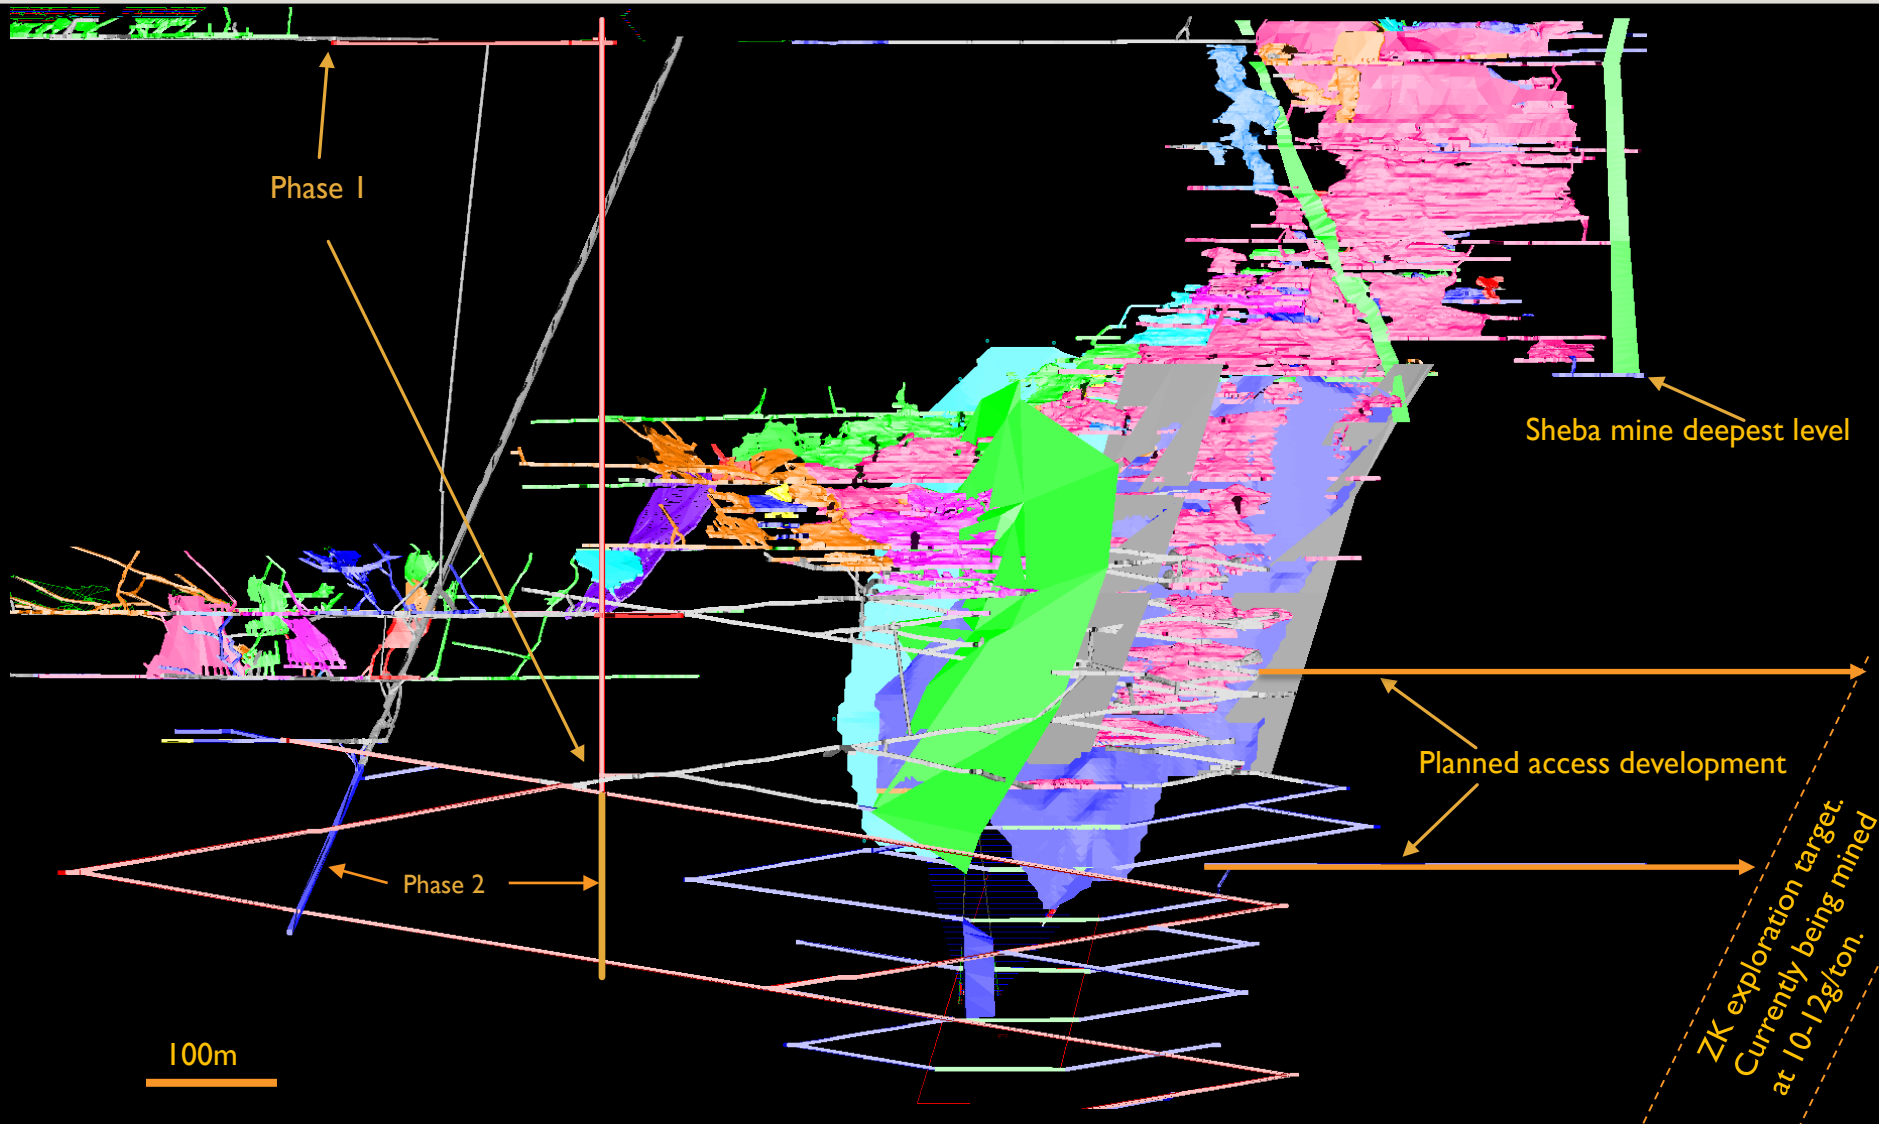 Phase 1
Sheba mine deepest level
Planned access development
Phase 2
ZK exploration target.
Currently being mined
at 10-12g/ton.
100m